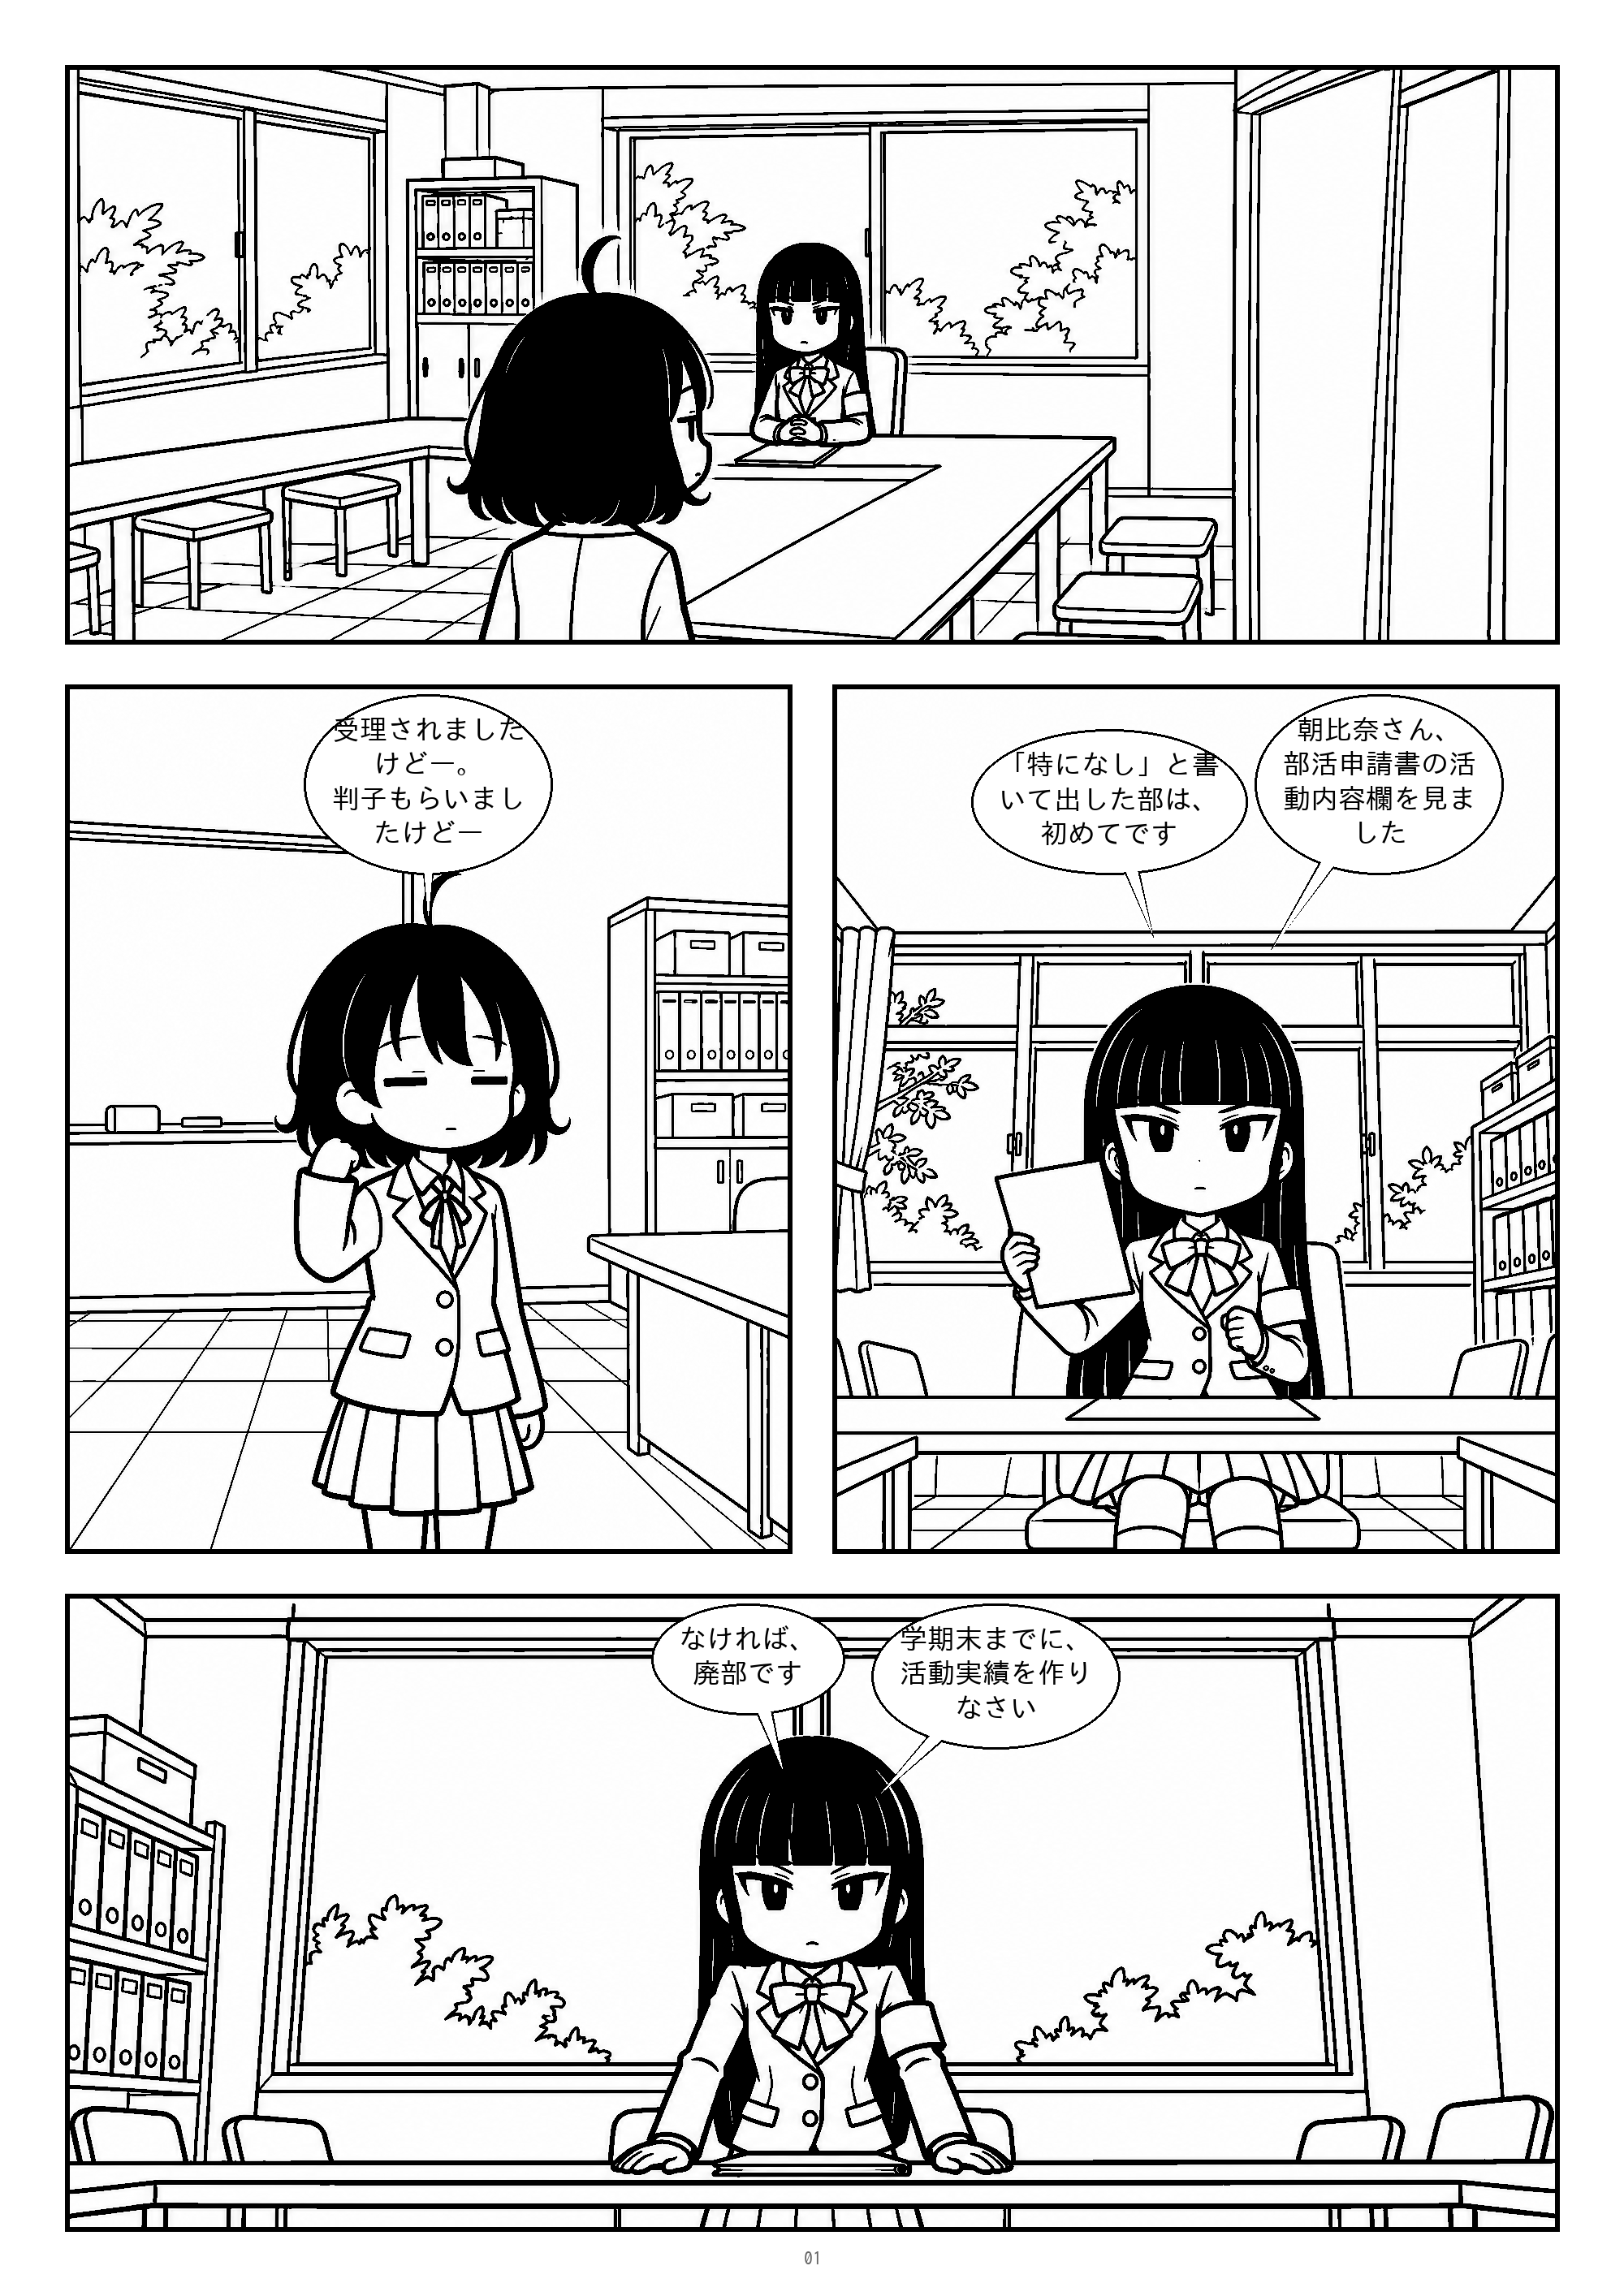 朝比奈さん、
部活申請書の活
動内容欄を見ま
した
「特になし」と書
いて出した部は、
初めてです
受理されました
けどー。
判子もらいまし
たけどー
学期末までに、
活動実績を作り
なさい
なければ、
廃部です
01